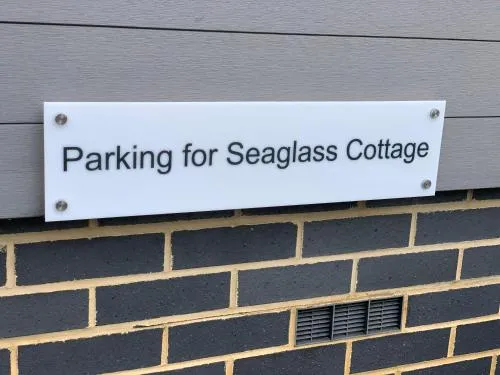 Parking for Seaglass Cottage